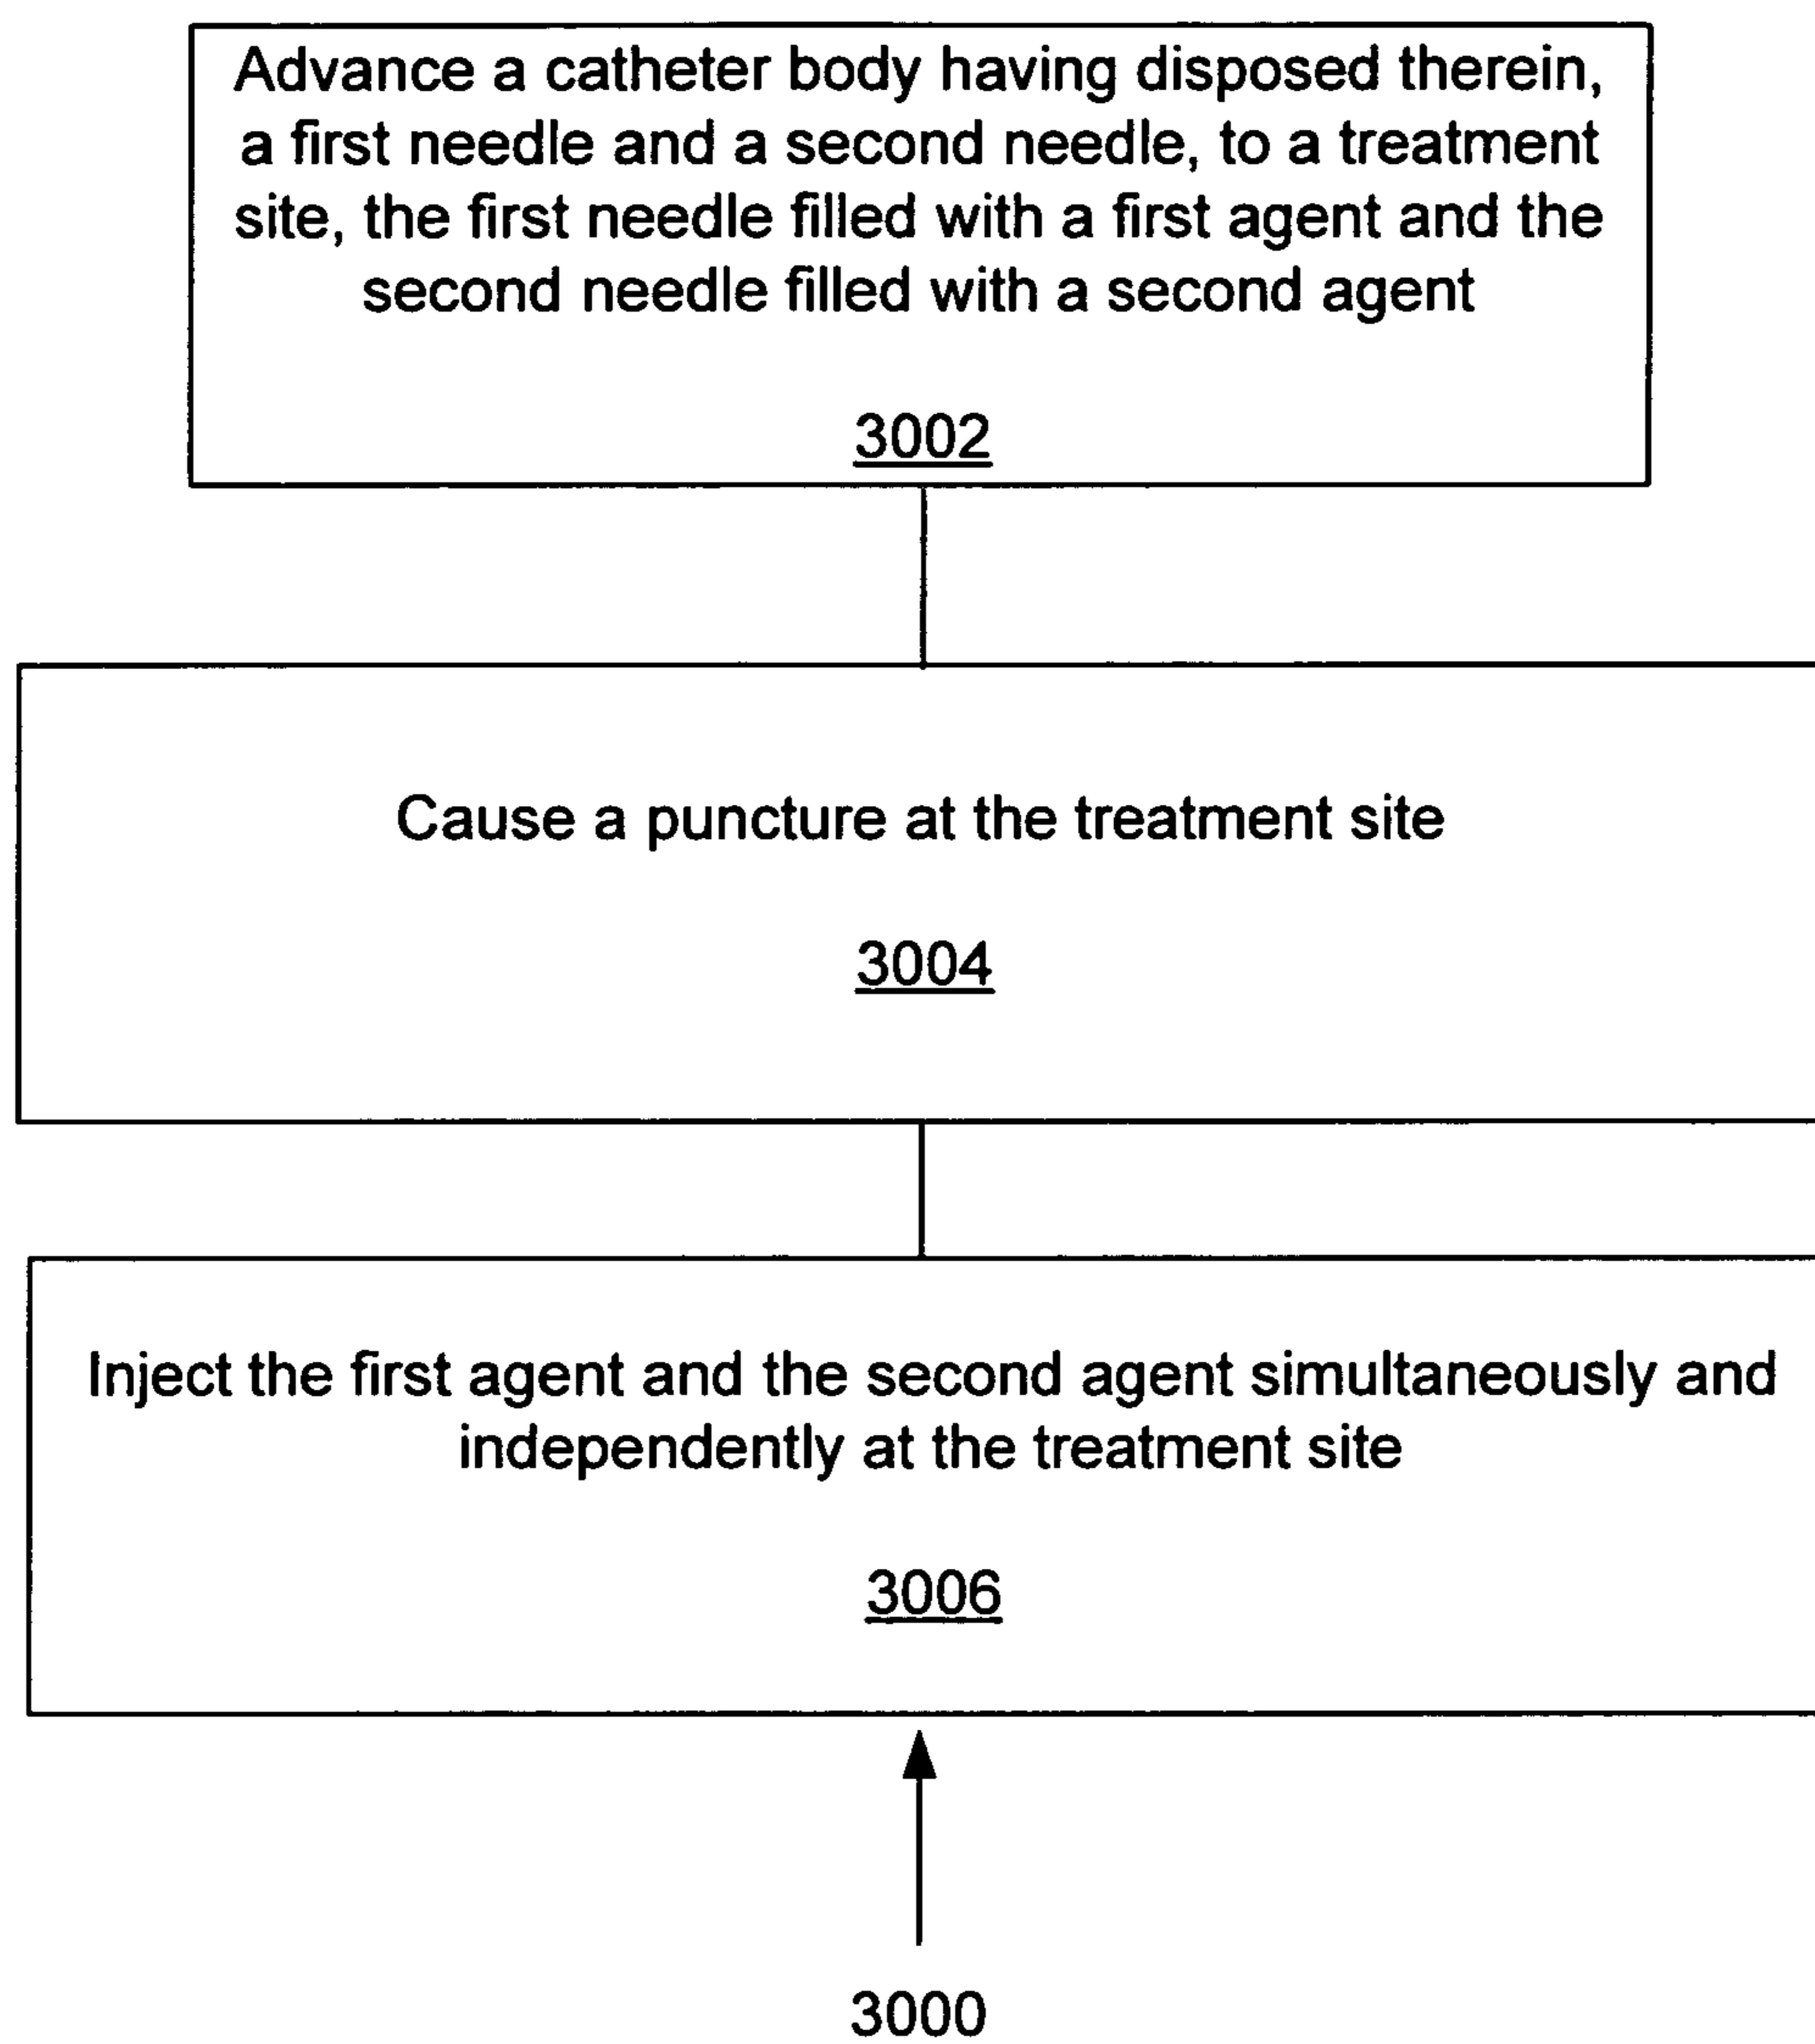 Advance a catheter body having disposed therein,
a first needle and a second needle, to a treatment
site, the first needle filled with a first agent and the
second needle filled with a second agent
3002
Cause a puncture at the treatment site
3004
Inject the first agent and the second agent simultaneously and
independently at the treatment site
3006
3000